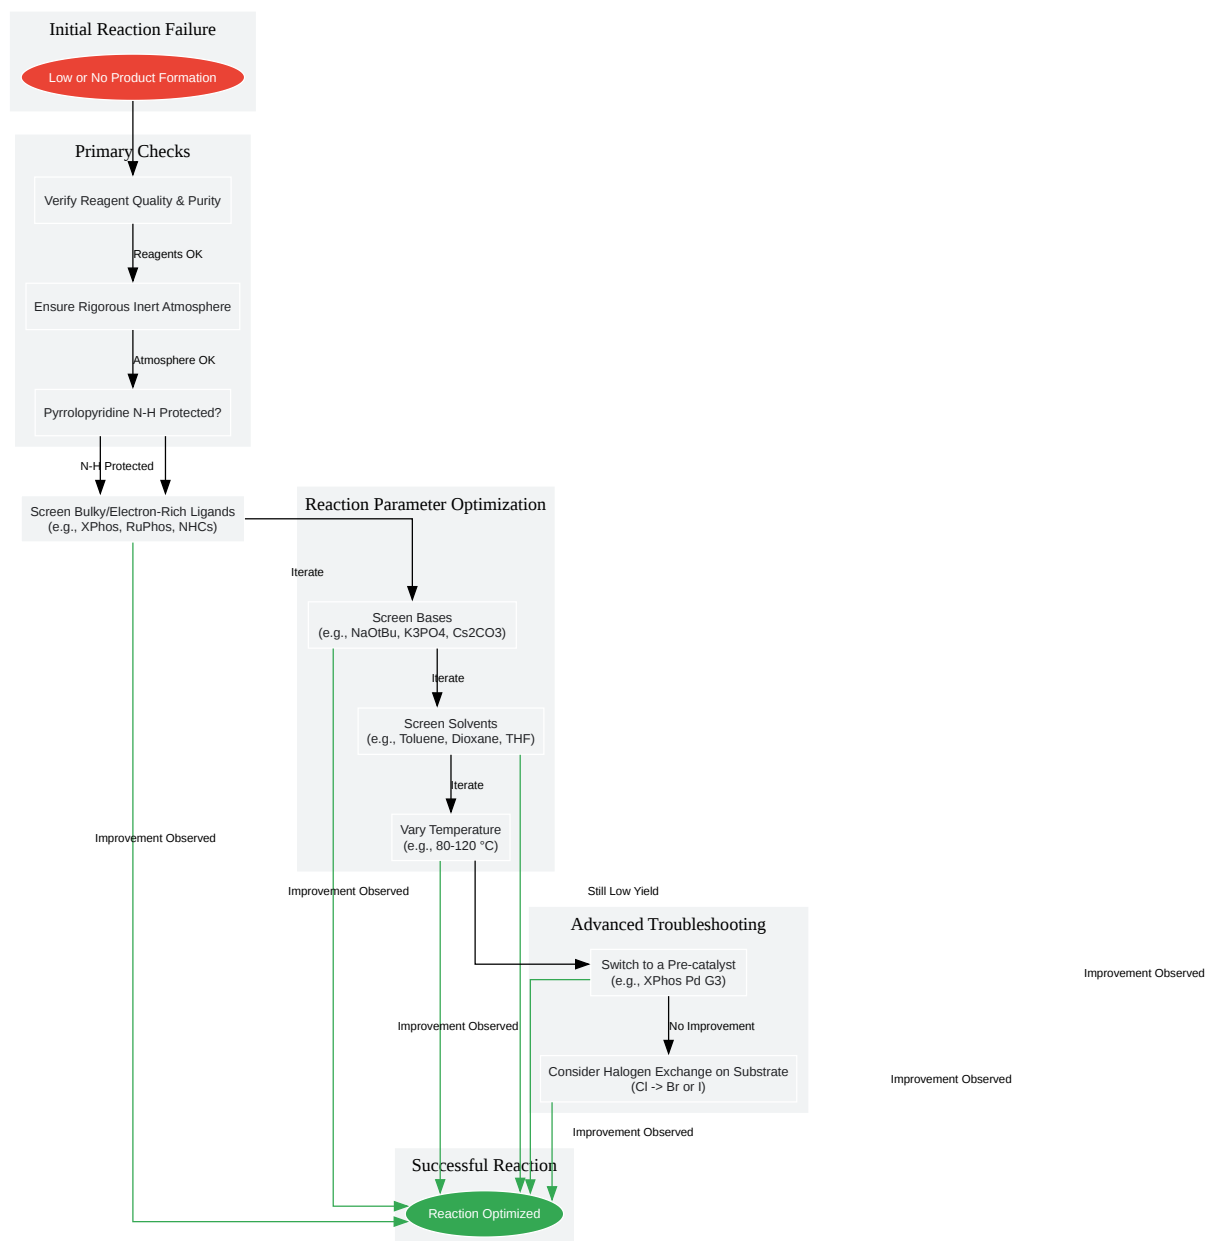 Initial Reaction Failure
Low or No Product Formation
Primary Checks
Verify Reagent Quality & Purity
Reagents OK
Ensure Rigorous Inert Atmosphere
Atmosphere OK
Pyrrolopyridine N-H Protected?
N-H Protected
Screen Bulky/Electron-Rich Ligands
(e.g., XPhos, RuPhos, NHCs)
Reaction Parameter Optimization
Iterate
Screen Bases
(e.g., NaOtBu, K3PO4, Cs2CO3)
Iterate
Screen Solvents
(e.g., Toluene, Dioxane, THF)
Iterate
Vary Temperature
(e.g., 80-120 °C)
Improvement Observed
Improvement Observed
Still Low Yield
Advanced Troubleshooting
Switch to a Pre-catalyst
(e.g., XPhos Pd G3)
Improvement Observed
Improvement Observed
No Improvement
Consider Halogen Exchange on Substrate
(Cl -> Br or I)
Improvement Observed
Improvement Observed
Successful Reaction
Reaction Optimized